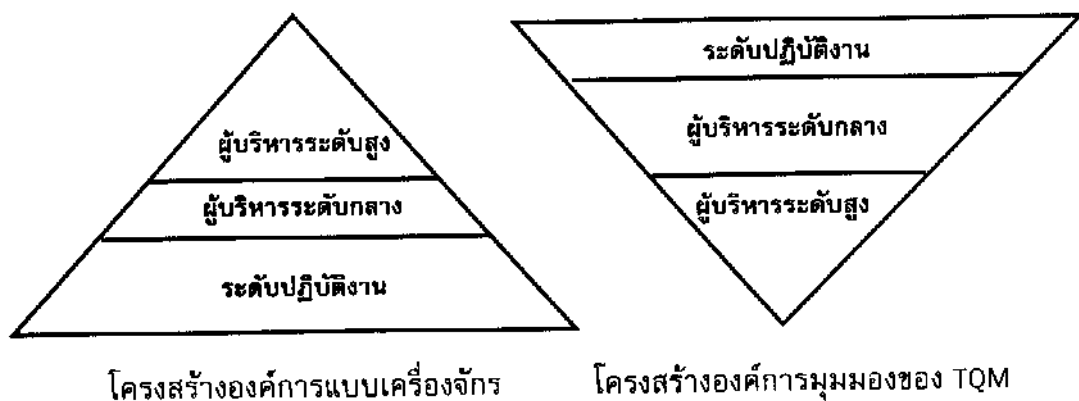 ผู้บริหารระดับสูง
ผู้บริหารระดับกลาง
ระดับปฏิบัติงาน
โครงสร้างองค์การแบบเครื่องจักร
ระดับปฏิบัติงาน
ผู้บริหารระดับกลาง
ผู้บริหารระดับสูง
โครงสร้างองค์การมุมมองของ TQM